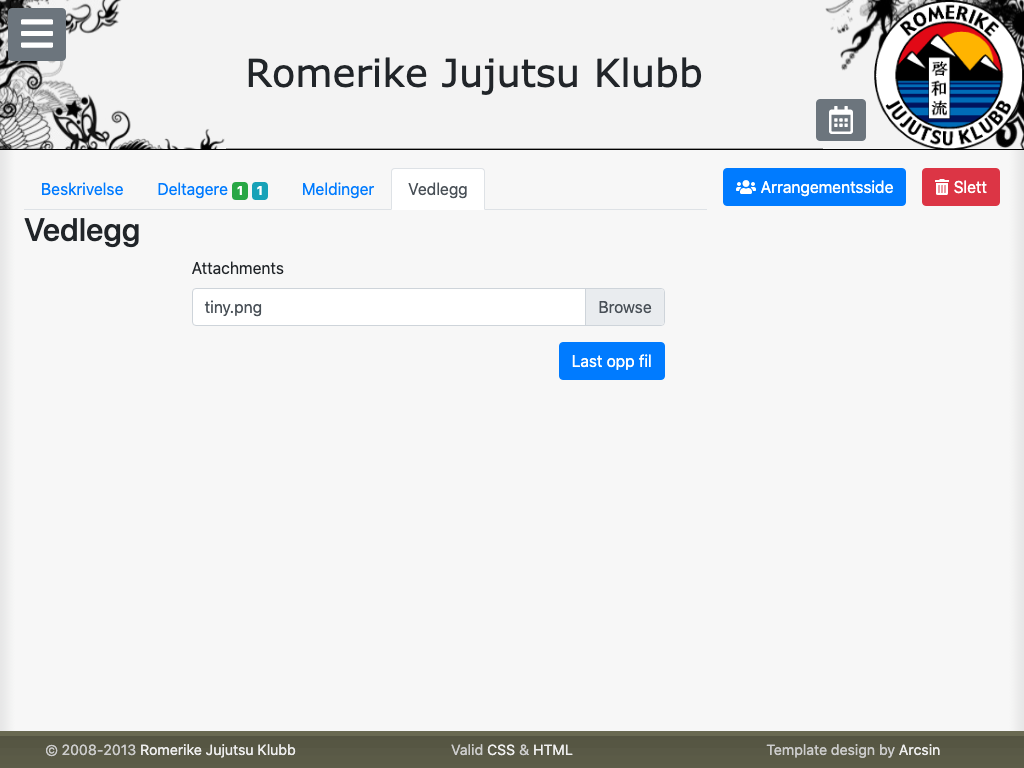 Romerike Jujutsu Klubb
ROMERIKE
啓和流
JUJUTSU KLUBB
Beskrivelse Deltagere 1 1 Meldinger Vedlegg Arrangementsside Slett
Vedlegg
Attachments
tiny.png Browse
Last opp fil
© 2008-2013 Romerike Jujutsu Klubb Valid CSS & HTML Template design by Arcsin